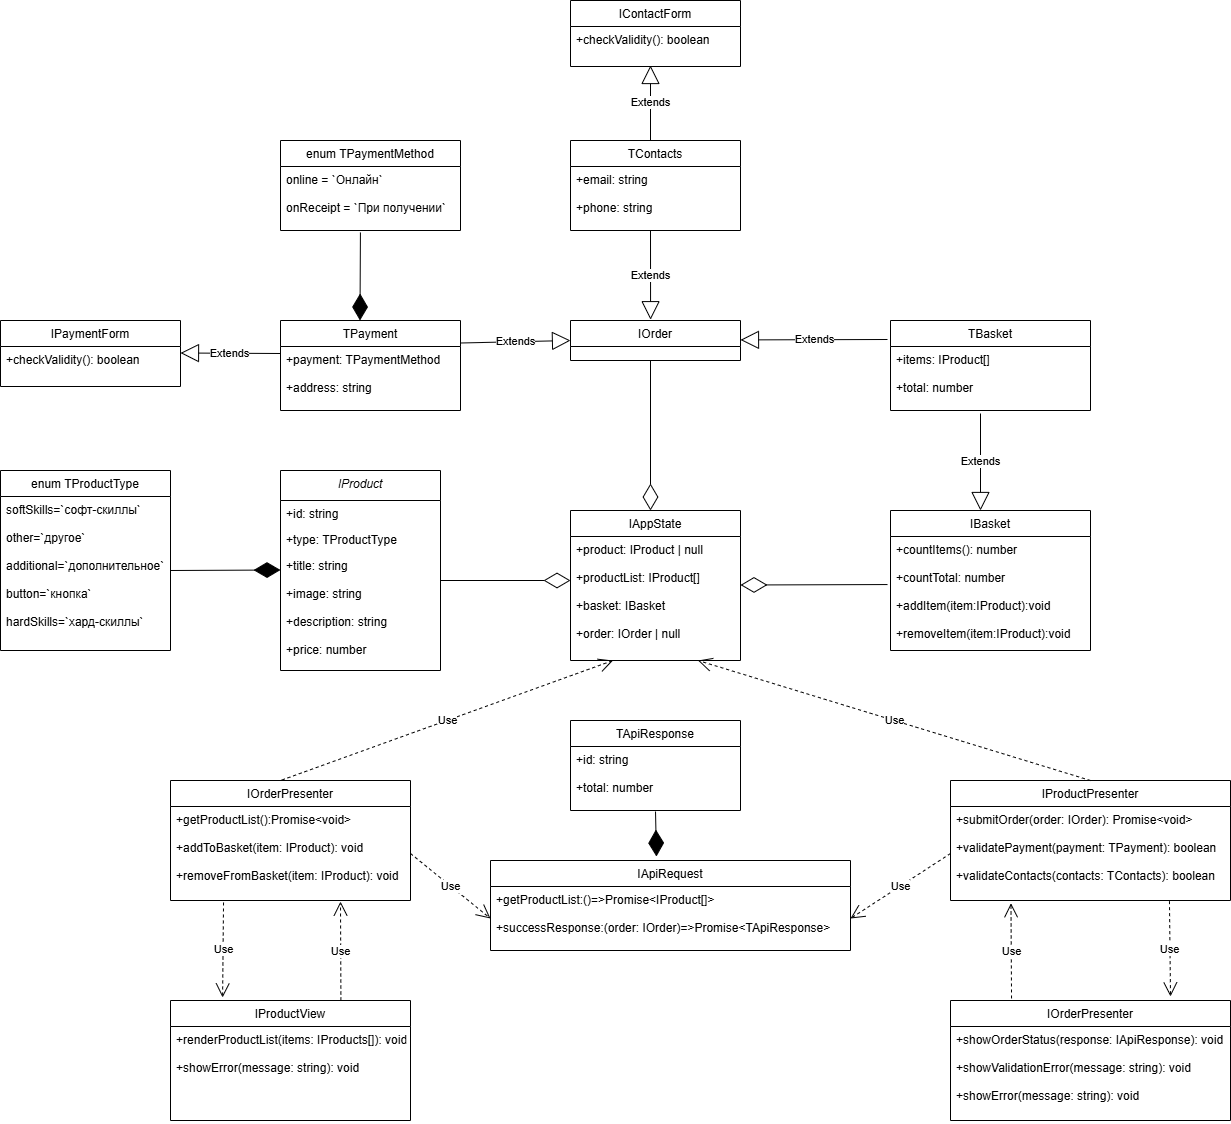 IContactForm
+checkValidity(): boolean
Extends
enum TPaymentMethod
online = `Онлайн`
onReceipt = `При получении`
TContacts
+email: string
+phone: string
Extends
IPaymentForm
+checkValidity(): boolean
Extends
TPayment
+payment: TPaymentMethod
+address: string
Extends
IOrder
Extends
TBasket
+items: IProduct[]
+total: number
Extends
enum TProductType
softSkills=`софт-скиллы`
other=`другое`
additional=`дополнительное`
button=`кнопка`
hardSkills=`хард-скиллы`
IProduct
+id: string
+type: TProductType
+title: string
+image: string
+description: string
+price: number
IAppState
+product: IProduct | null
+productList: IProduct[]
+basket: IBasket
+order: IOrder | null
IBasket
+countItems(): number
+countTotal: number
+addItem(item:IProduct):void
+removeItem(item:IProduct):void
Use
Use
TApiResponse
+id: string
+total: number
IOrderPresenter
+getProductList():Promise<void>
+addToBasket(item: IProduct): void
+removeFromBasket(item: IProduct): void
IProductPresenter
+submitOrder(order: IOrder): Promise<void>
+validatePayment(payment: TPayment): boolean
+validateContacts(contacts: TContacts): boolean
Use
Use
IApiRequest
+getProductList:()=>Promise<IProduct[]>
+successResponse:(order: IOrder)=>Promise<TApiResponse>
Use
Use
Use
Use
IProductView
+renderProductList(items: IProducts[]): void
+showError(message: string): void
IOrderPresenter
+showOrderStatus(response: IApiResponse): void
+showValidationError(message: string): void
+showError(message: string): void